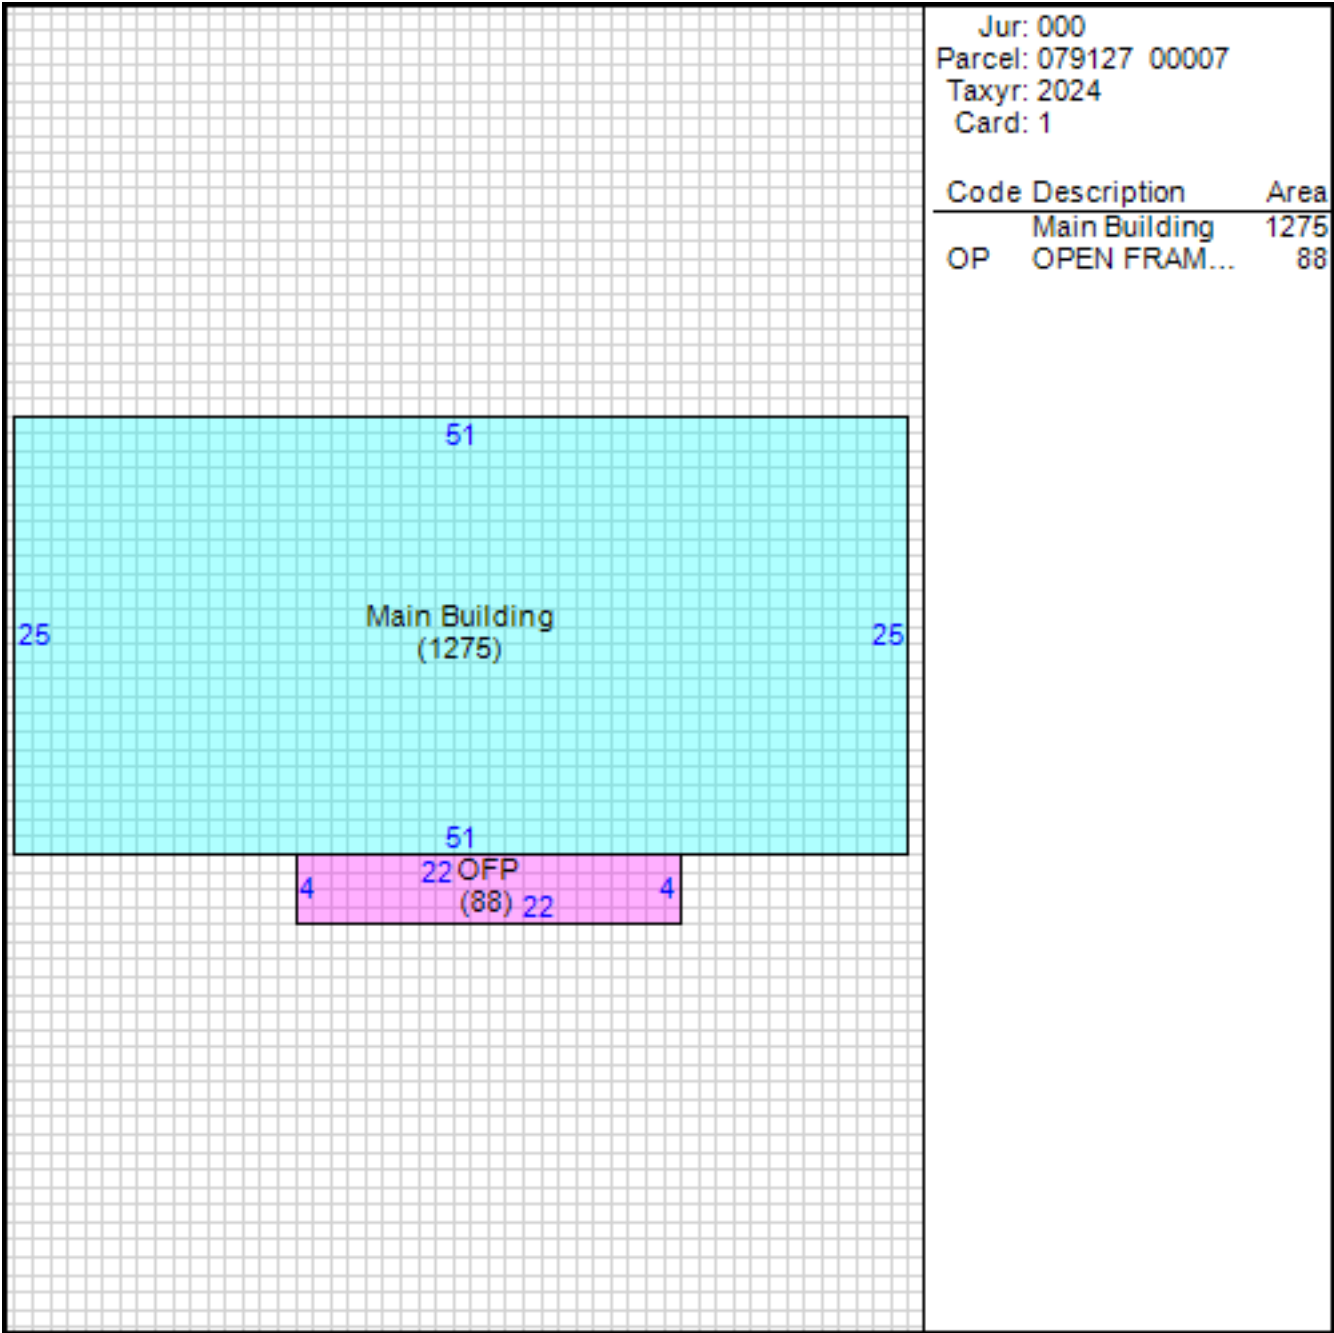 Jur: 000
Parcel: 079127 00007
Taxyr: 2024
Card: 1
Code Description Area
Main Building 1275
OP OPEN FRAM... 88
51
Main Building
(1275)
25 25
51
22 OFP
4 4
(88) 22